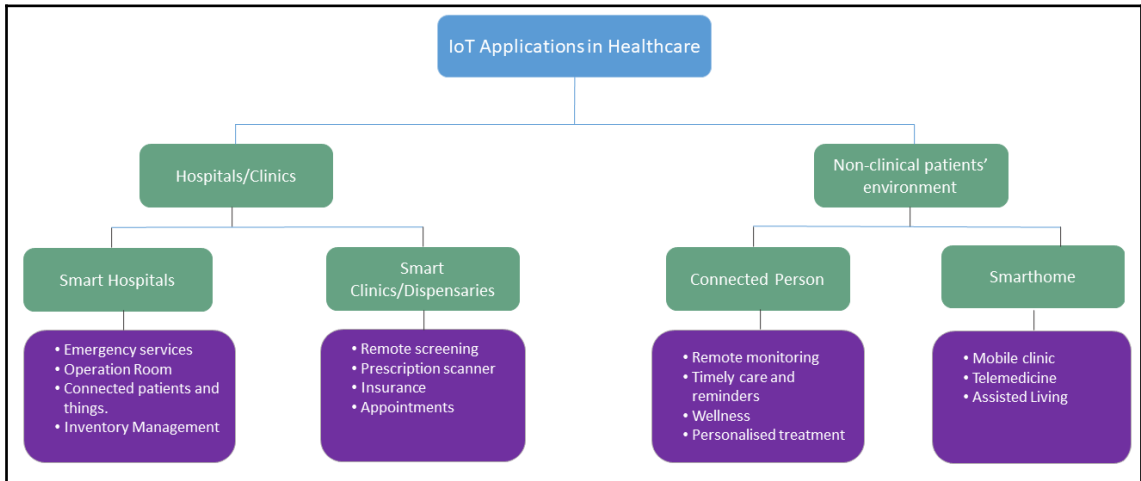 IoT Applications in Healthcare
Hospitals/Clinics
Non-clinical patients'
environment
Smart Hospitals
Smart
Clinics/Dispensaries
Connected Person
Smarthome
• Emergency services
• Operation Room
• Connected patients and
things.
• Inventory Management
• Remote screening
• Prescription scanner
• Insurance
• Appointments
• Remote monitoring
• Timely care and
reminders
• Wellness
• Personalised treatment
• Mobile clinic
• Telemedicine
• Assisted Living